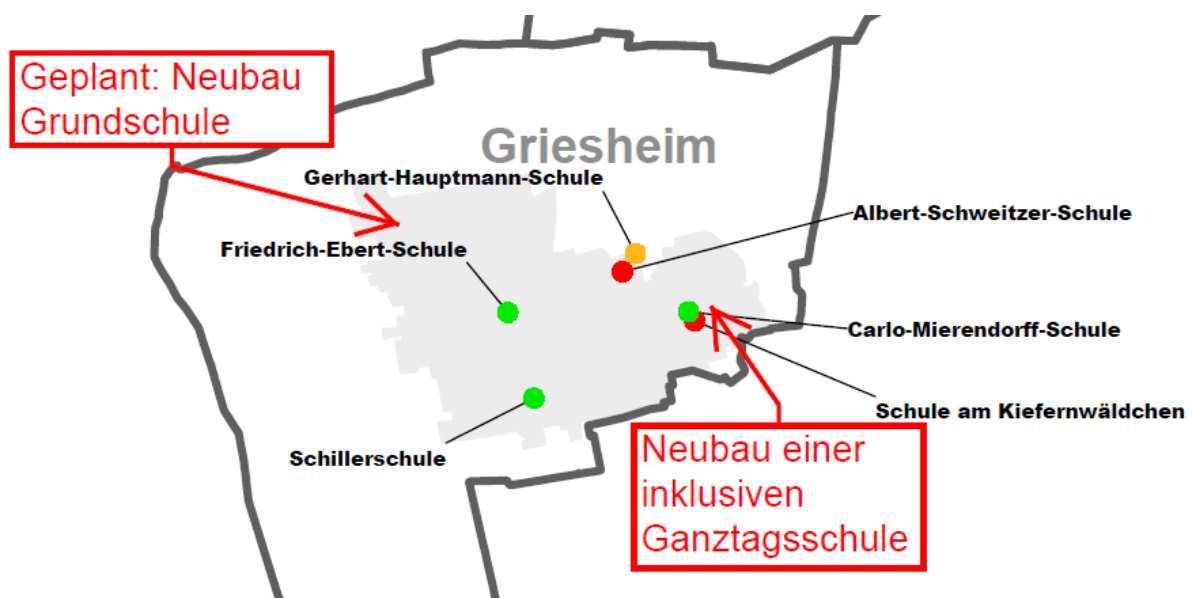 Geplant: Neubau
Grundschule
Griesheim
Gerhart-Hauptmann-Schule
Albert-Schweitzer-Schule
Friedrich-Ebert-Schule
Carlo-Mierendorff-Schule
Schule am Kiefernwäldchen
Schillerschule
Neubau einer
inklusiven
Ganztagsschule